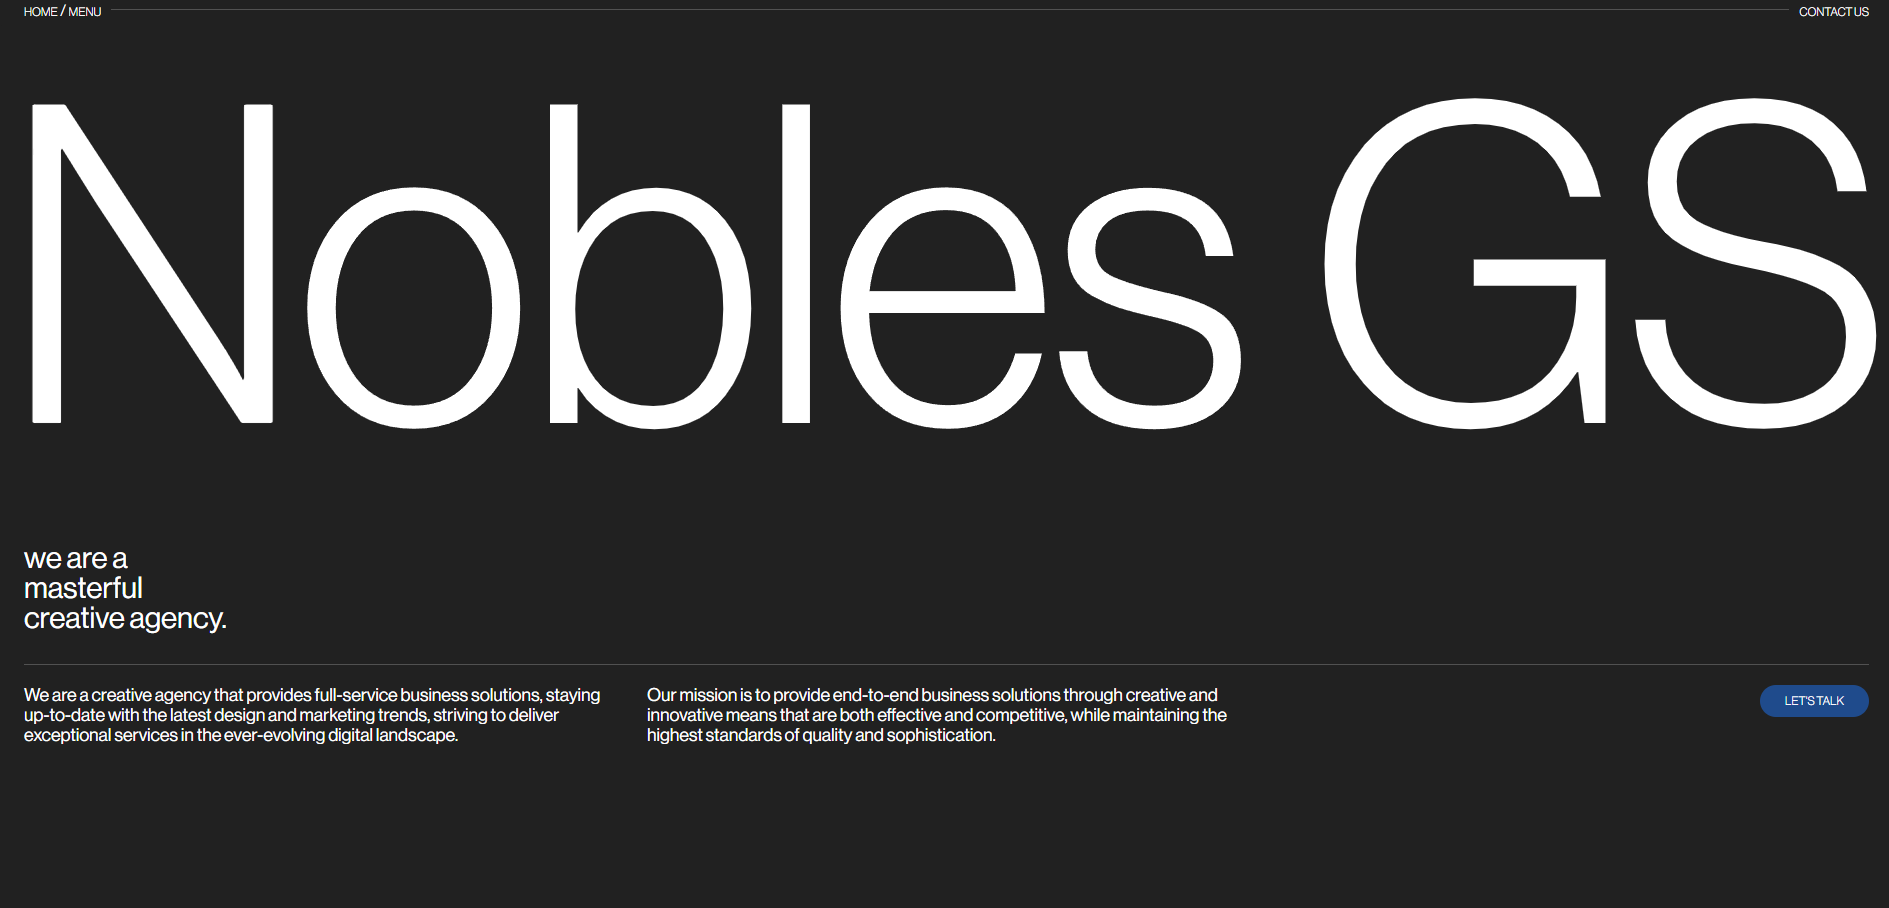 HOME / MENU
CONTACT US
Nobles GS
we are a
masterful
creative agency.
We are a creative agency that provides full-service business solutions, staying
up-to-date with the latest design and marketing trends, striving to deliver
exceptional services in the ever-evolving digital landscape.
Our mission is to provide end-to-end business solutions through creative and
innovative means that are both effective and competitive, while maintaining the
highest standards of quality and sophistication.
LET'S TALK